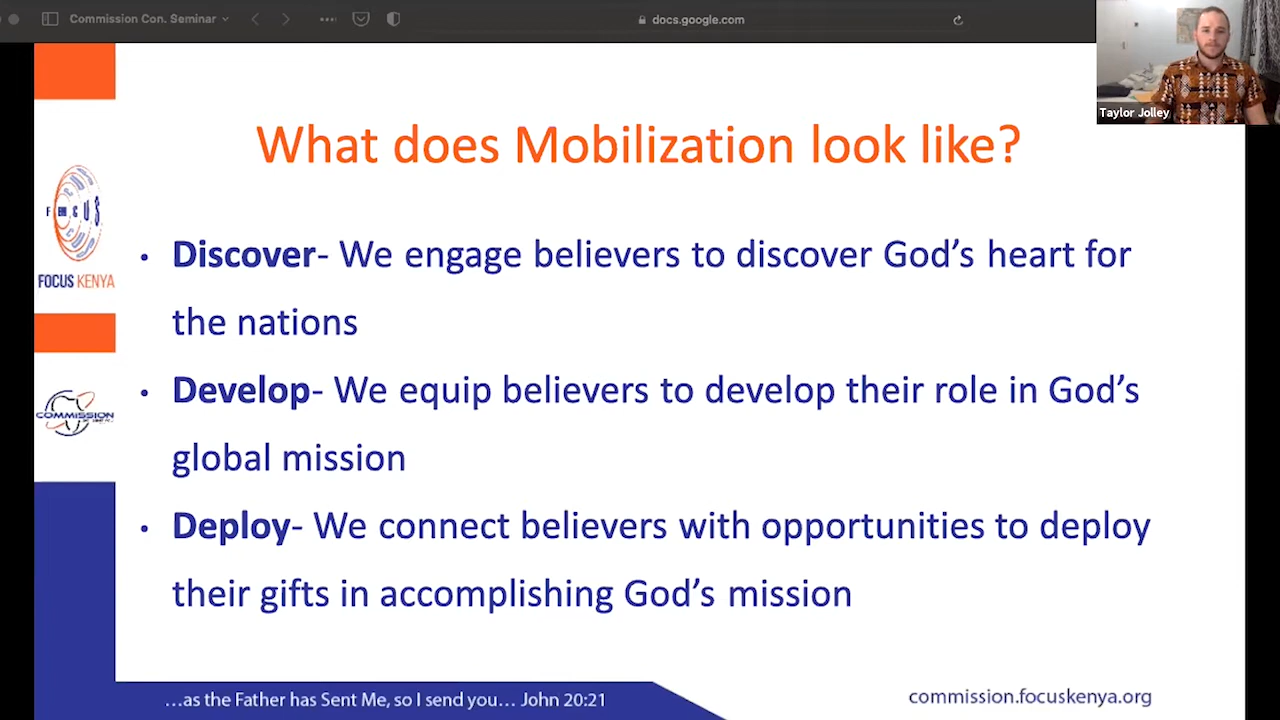 Commission Con. Seminar
docs.google.com
Taylor Jolley
What does Mobilization look like?
FOCUS
FOCUS KENYA
COMMISSION
• Discover- We engage believers to discover God's heart for
the nations
• Develop- We equip believers to develop their role in God's
global mission
• Deploy- We connect believers with opportunities to deploy
their gifts in accomplishing God's mission
...as the Father has Sent Me, so I send you... John 20:21
commission.focuskenya.org